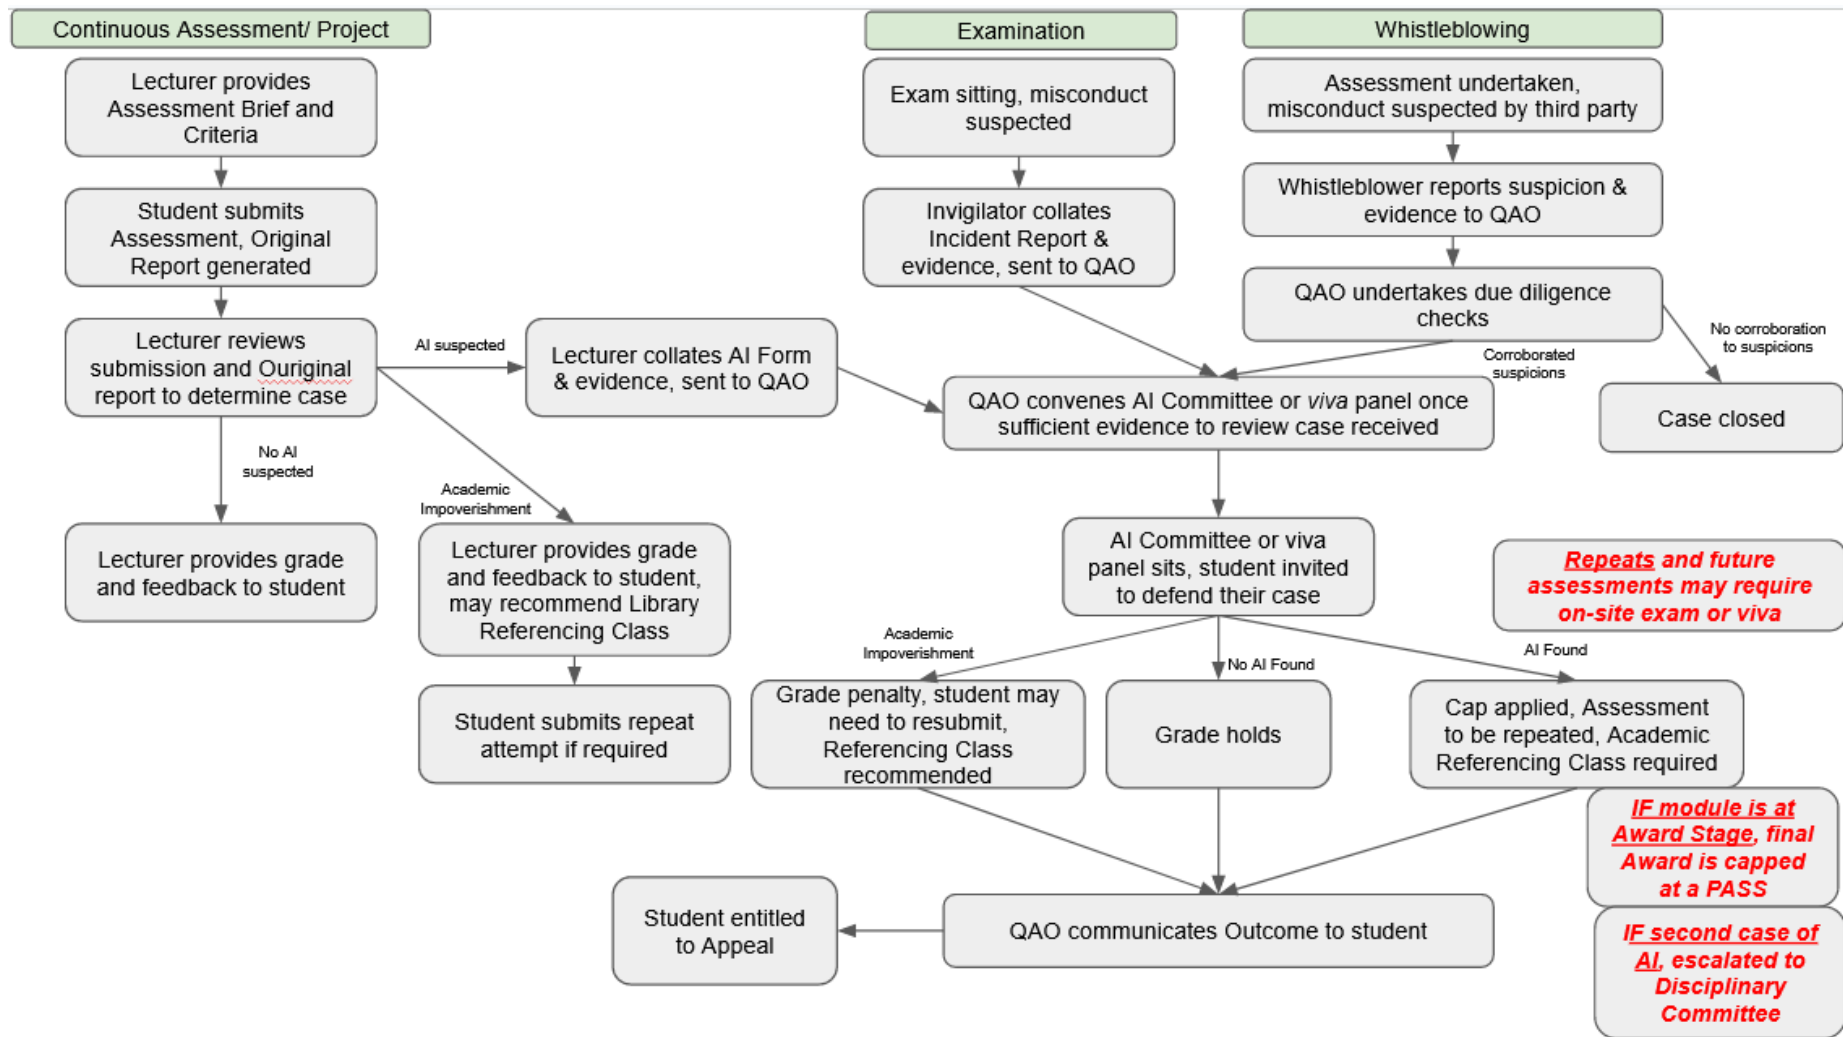 Continuous Assessment/ Project
Lecturer provides
Assessment Brief and
Criteria
Student submits
Assessment, Original
Report generated
Lecturer reviews
submission and Ouriginal
report to determine case
No AI
suspected
Lecturer provides grade
and feedback to student
AI suspected
Lecturer collates AI Form
& evidence, sent to QAO
Academic
Impoverishment
Lecturer provides grade
and feedback to student,
may recommend Library
Referencing Class
Student submits repeat
attempt if required
Examination
Exam sitting, misconduct
suspected
Invigilator collates
Incident Report &
evidence, sent to QAO
Whistleblowing
Assessment undertaken,
misconduct suspected by third party
Whistleblower reports suspicion &
evidence to QAO
QAO undertakes due diligence
checks
No corroboration
to suspicions
Case closed
Corroborated
suspicions
QAO convenes AI Committee or viva panel once
sufficient evidence to review case received
AI Committee or viva
panel sits, student invited
to defend their case
Repeats and future
assessments may require
on-site exam or viva
Academic
Impoverishment
Grade penalty, student may
need to resubmit,
Referencing Class
recommended
No AI Found
Grade holds
AI Found
Cap applied, Assessment
to be repeated, Academic
Referencing Class required
IF module is at
Award Stage, final
Award is capped
at a PASS
IF second case of
AI, escalated to
Disciplinary
Committee
QAO communicates Outcome to student
Student entitled
to Appeal